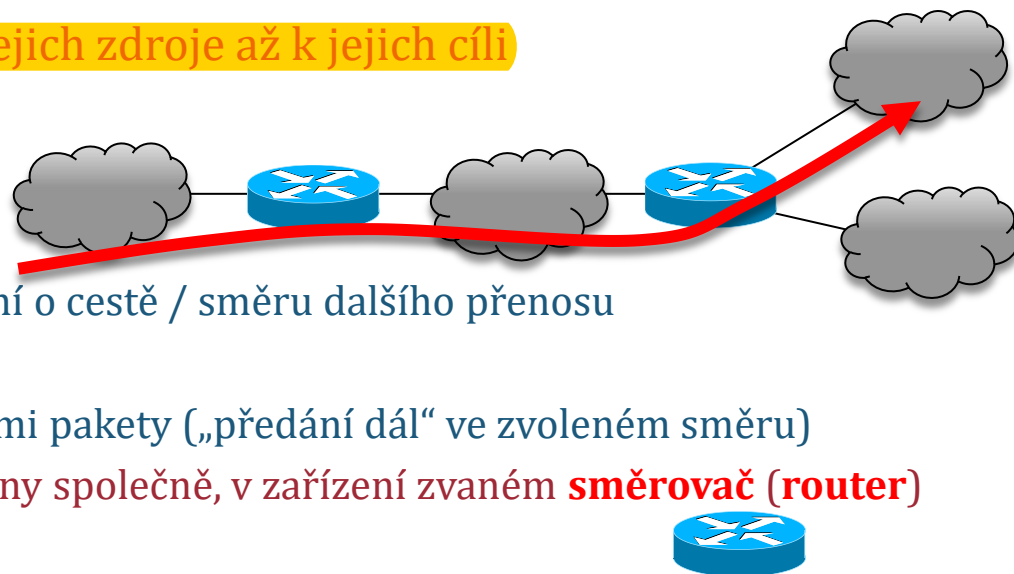 ejich zdroje až k jejich cíli
ní o cestě / směru dalšího přenosu
mi pakety („předání dál“ ve zvoleném směru)
ny společně, v zařízení zvaném směrovač (router)